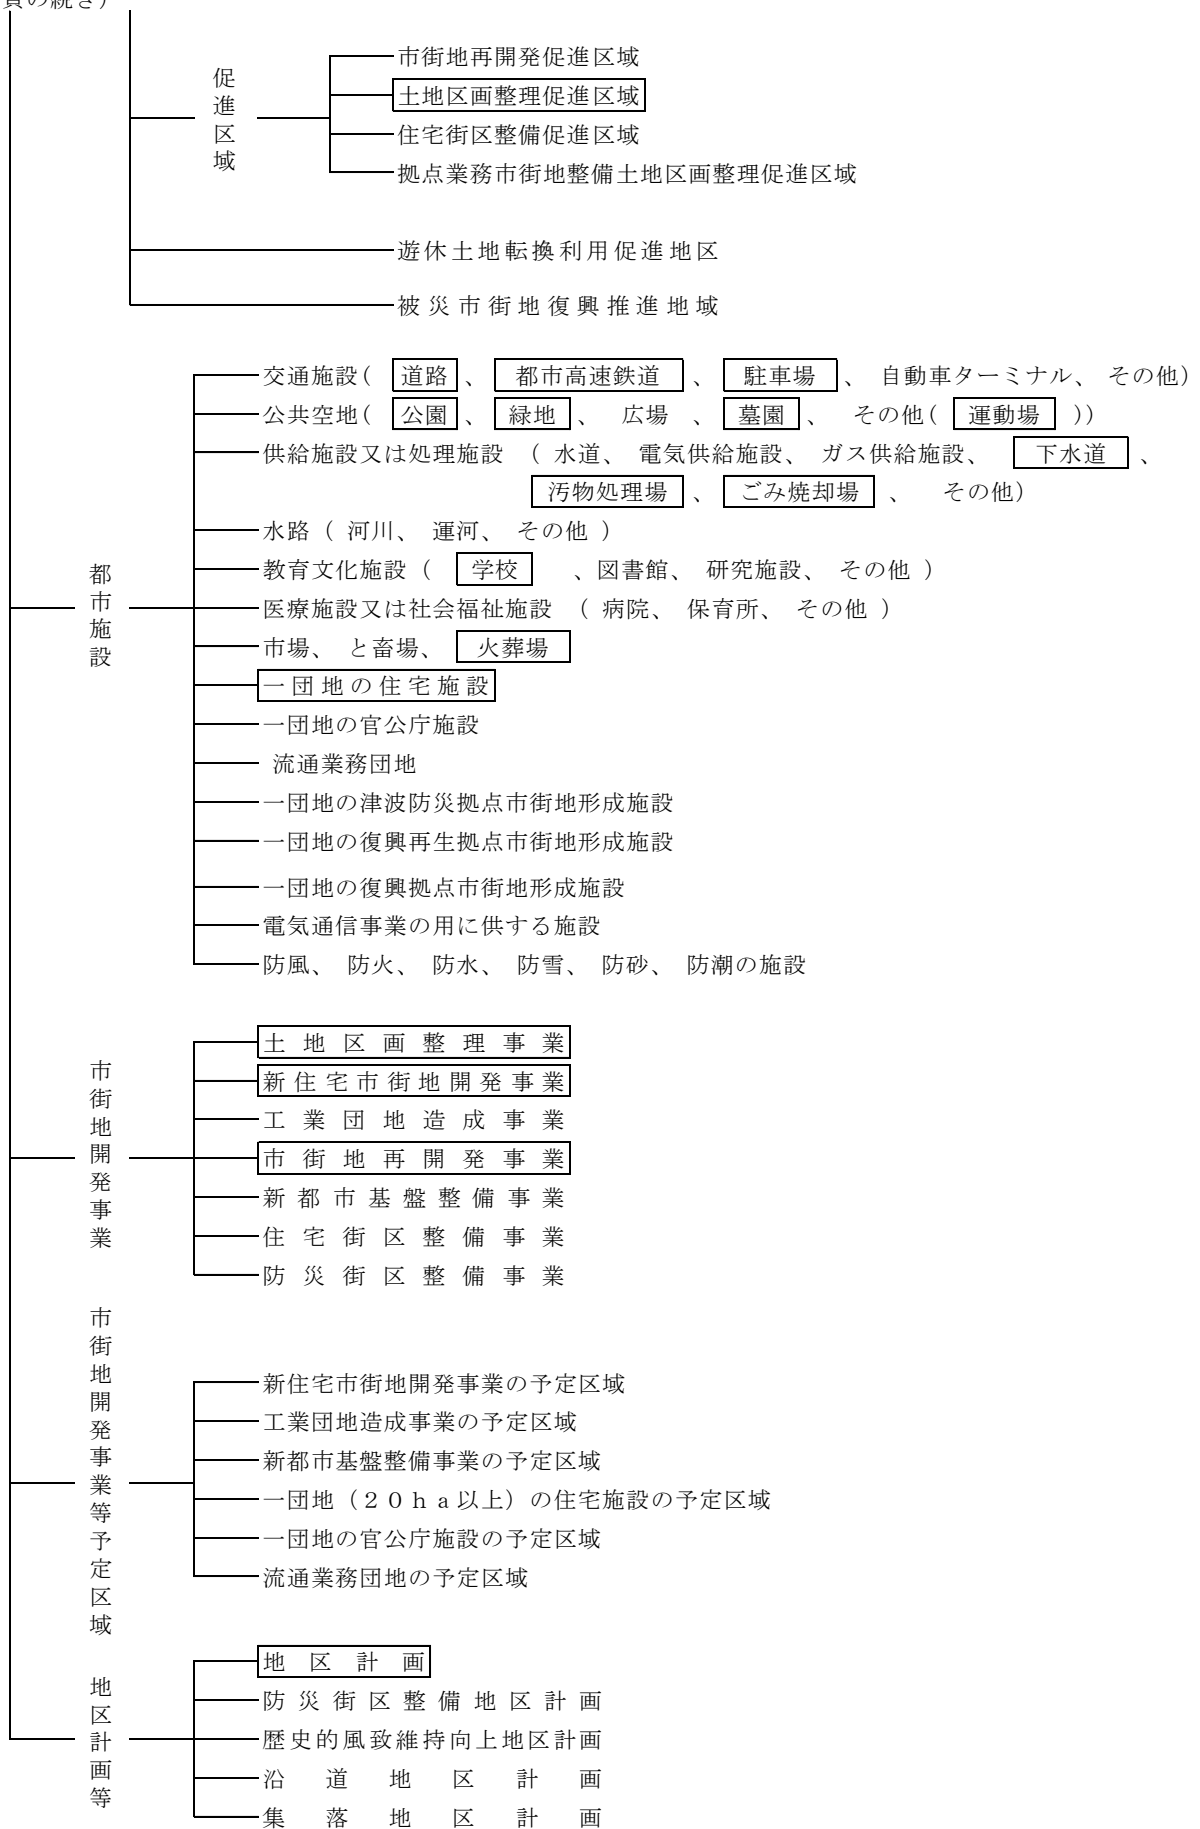 の続き）
促進区域
市街地再開発促進区域
土地区画整理促進区域
住宅街区整備促進区域
拠点業務市街地整備土地区画整理促進区域
遊休土地転換利用促進地区
被災市街地復興推進地域
都市施設
交通施設( 道路 、 都市高速鉄道 、 駐車場 、 自動車ターミナル、 その他)
公共空地( 公園 、 緑地 、 広場 、 墓園 、 その他( 運動場 ))
供給施設又は処理施設 ( 水道、 電気供給施設、 ガス供給施設、 下水道 、
汚物処理場 、 ごみ焼却場 、 その他)
水路 ( 河川、 運河、 その他 )
教育文化施設 ( 学校 、図書館、 研究施設、 その他 )
医療施設又は社会福祉施設 ( 病院、 保育所、 その他 )
市場、 と畜場、 火葬場
一団地の住宅施設
一団地の官公庁施設
流通業務団地
一団地の津波防災拠点市街地形成施設
一団地の復興再生拠点市街地形成施設
一団地の復興拠点市街地形成施設
電気通信事業の用に供する施設
防風、 防火、 防水、 防雪、 防砂、 防潮の施設
市街地開発事業
土地区画整理事業
新住宅市街地開発事業
工業団地造成事業
市街地再開発事業
新都市基盤整備事業
住宅街区整備事業
防災街区整備事業
市街地開発事業等予定区域
新住宅市街地開発事業の予定区域
工業団地造成事業の予定区域
新都市基盤整備事業の予定区域
一団地（２０ｈａ以上）の住宅施設の予定区域
一団地の官公庁施設の予定区域
流通業務団地の予定区域
地区計画等
地区計画
防災街区整備地区計画
歴史的風致維持向上地区計画
沿道地区計画
集落地区計画